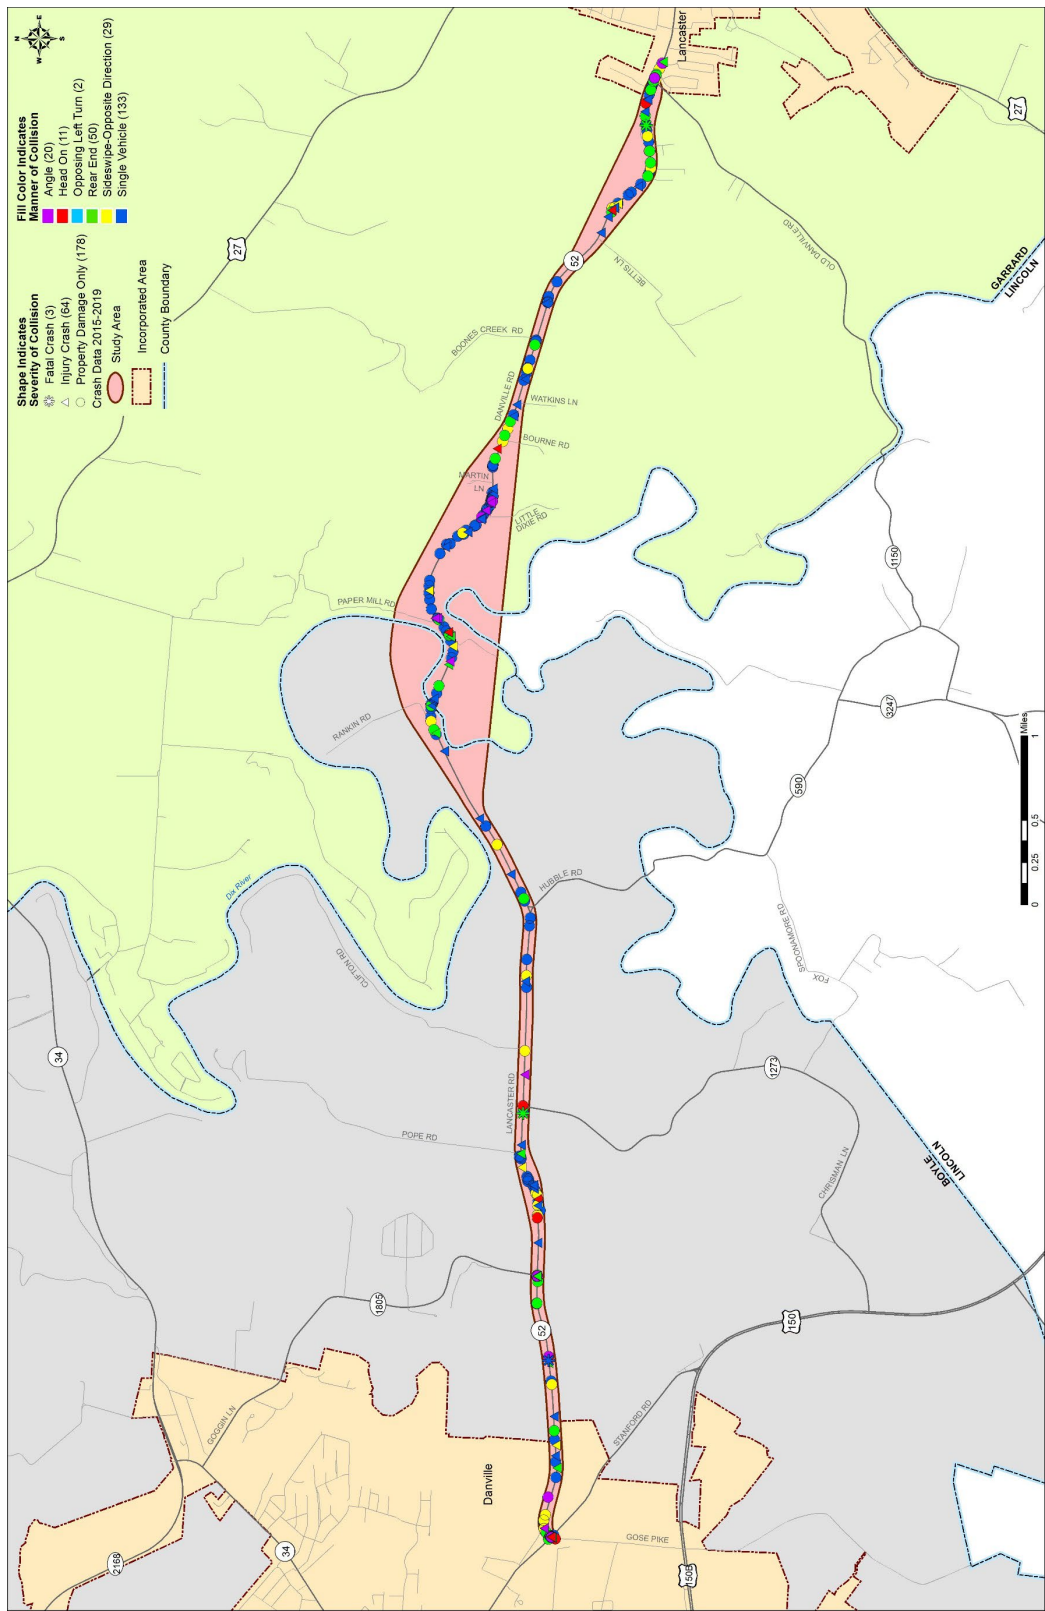 N
E
S
W
Shape Indicates
Severity of Collision
Fatal Crash (3)
Injury Crash (64)
Property Damage Only (178)
Crash Data 2015-2019
Study Area
Incorporated Area
County Boundary
Fill Color Indicates
Manner of Collision
Angle (20)
Head On (11)
Opposing Left Turn (2)
Rear End (50)
Sideswipe-Opposite Direction (29)
Single Vehicle (133)
2168
34
GOGGIN LN
34
Danville
GOSE PIKE
150B
STANFORD RD
150
52
1805
POPE RD
LANCASTER RD
CLIFTON RD
Dix River
1273
CHRISMAN LN
BOYLE
LINCOLN
FOX
SPOONAMORE RD
HUBBLE RD
590
3247
1150
RANKIN RD
PAPER MILL RD
MARTIN
LN
LITTLE
DIXIE RD
BOURNE RD
WATKINS LN
DANVILLE RD
BOONES CREEK RD
52
BETTIS LN
OLD DANVILLE RD
GARRARD
LINCOLN
27
27
Lancaster
0
0.25
0.5
1
Miles